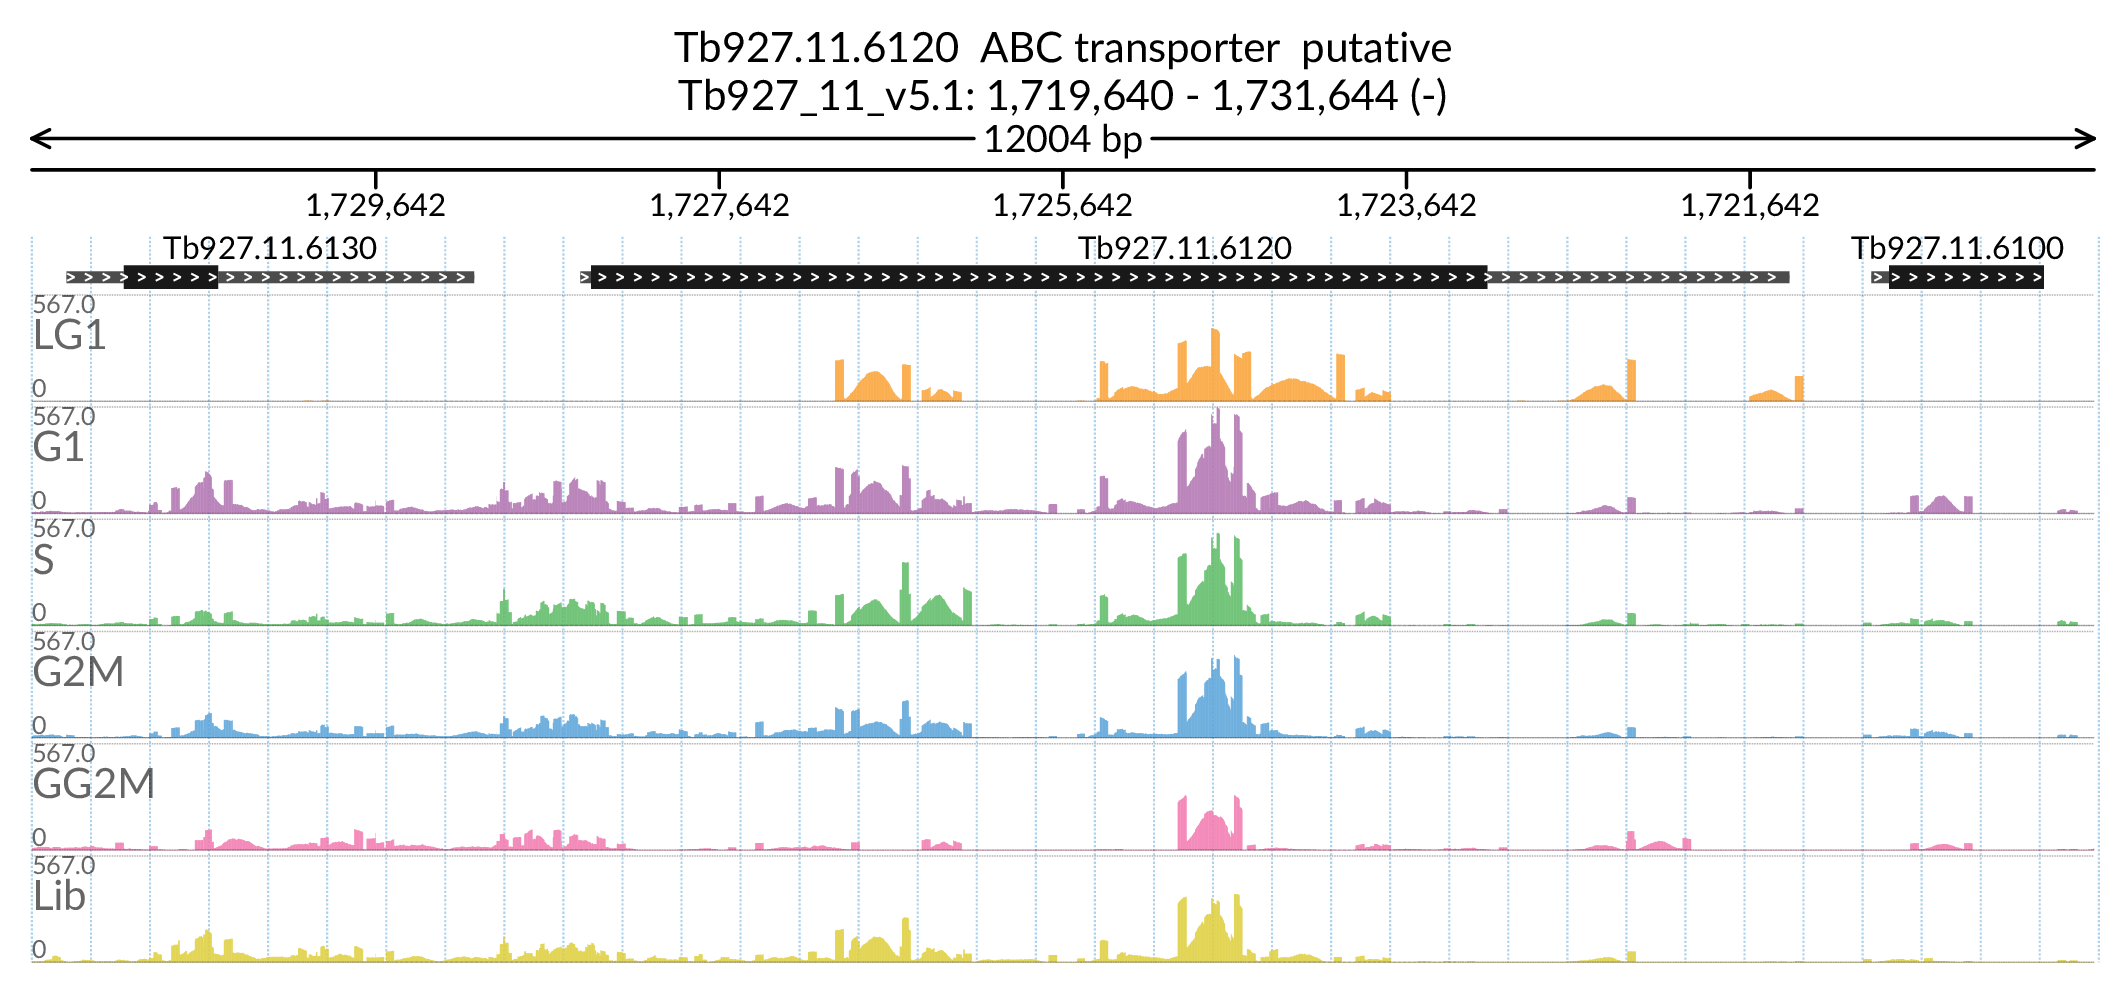 Tb927.11.6120 ABC transporter putative
Tb927_11_v5.1: 1,719,640 - 1,731,644 (-)
12004 bp
1,729,642 1,727,642 1,725,642 1,723,642 1,721,642
Tb927.11.6130 Tb927.11.6120 Tb927.11.6100
567.0
LG1
0
567.0
G1
0
567.0
S
0
567.0
G2M
0
567.0
GG2M
0
567.0
Lib
0